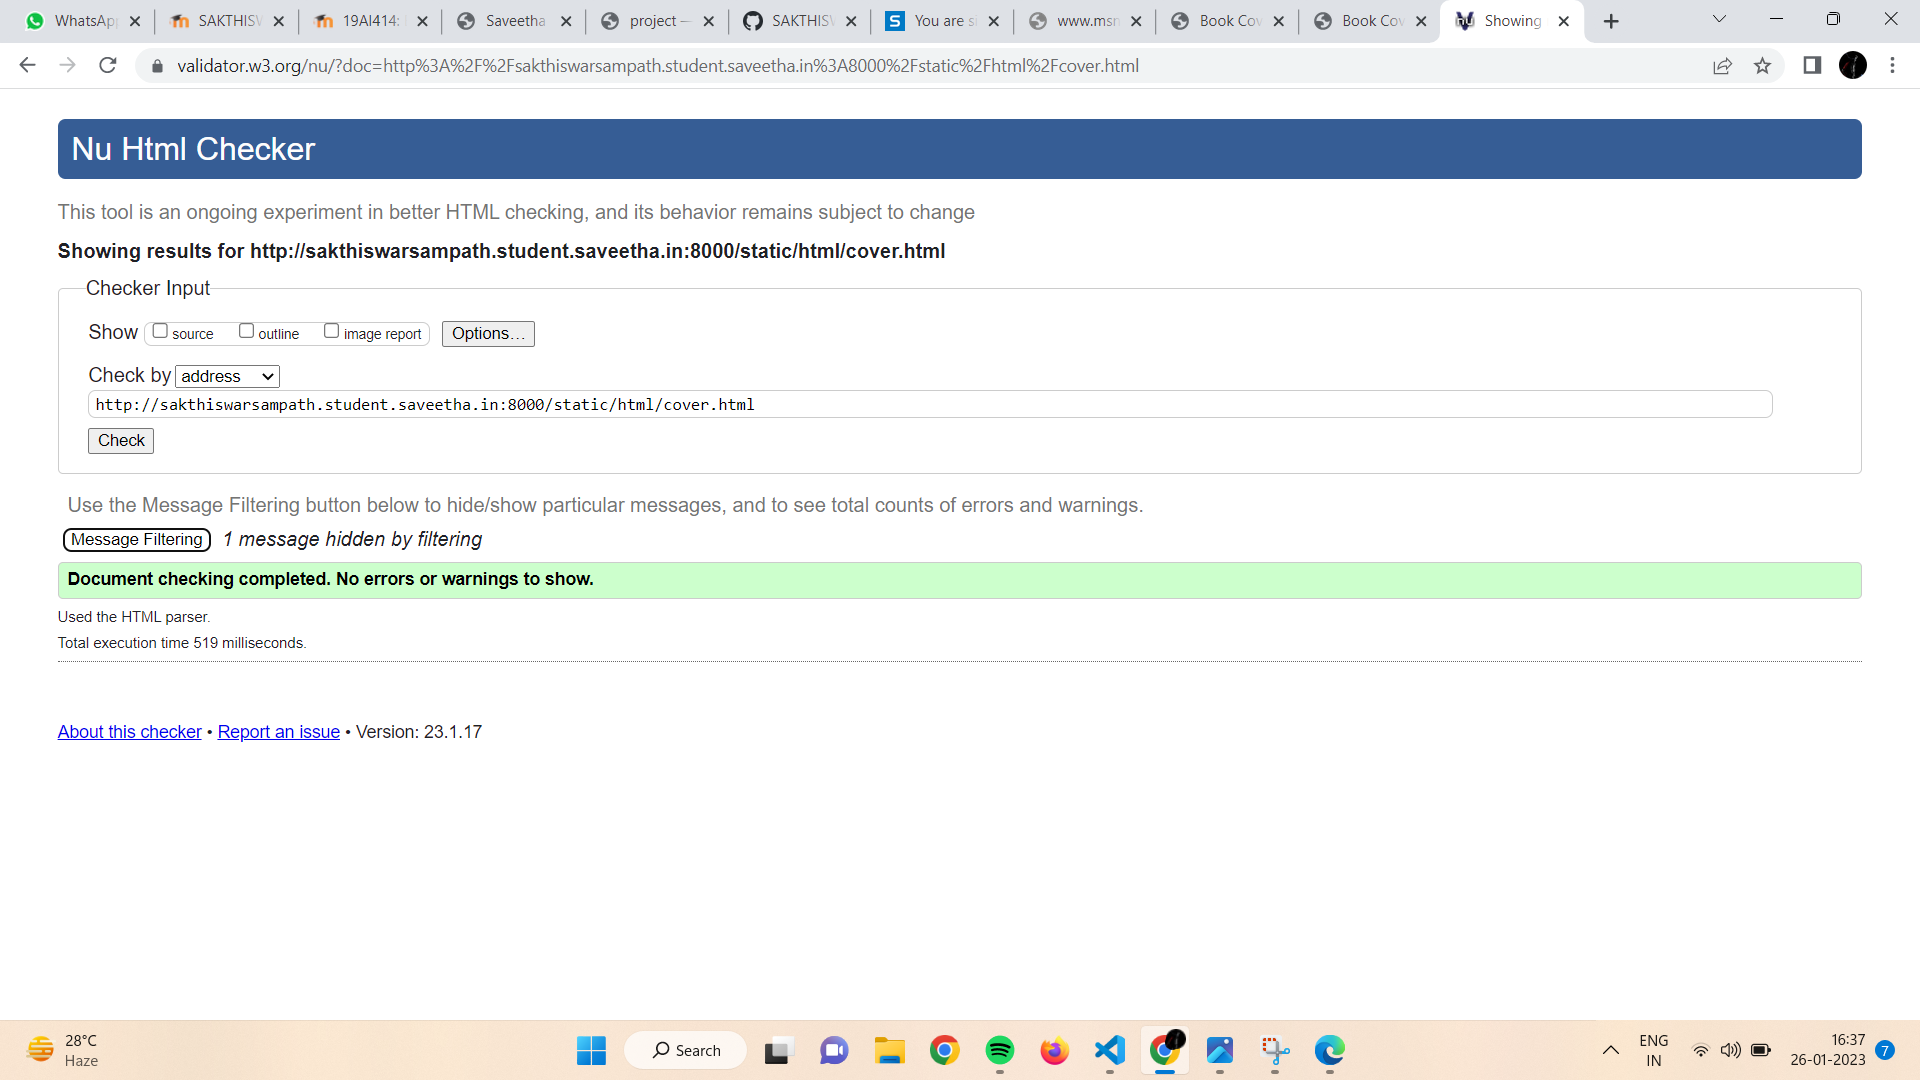 WhatsApp
SAKTHISW
19AI414:
Saveetha
project —
SAKTHISW
You are si
www.msn
Book Cov
Book Cov
Showing
validator.w3.org/nu/?doc=http%3A%2F%2Fsakthiswarsampath.student.saveetha.in%3A8000%2Fstatic%2Fhtml%2Fcover.html
Nu Html Checker
This tool is an ongoing experiment in better HTML checking, and its behavior remains subject to change
Showing results for http://sakthiswarsampath.student.saveetha.in:8000/static/html/cover.html
Checker Input
Show source outline image report Options...
Check by address
http://sakthiswarsampath.student.saveetha.in:8000/static/html/cover.html
Check
Use the Message Filtering button below to hide/show particular messages, and to see total counts of errors and warnings.
Message Filtering 1 message hidden by filtering
Document checking completed. No errors or warnings to show.
Used the HTML parser.
Total execution time 519 milliseconds.
About this checker • Report an issue • Version: 23.1.17
28°C
Haze
Search
ENG
IN
16:37
26-01-2023
7